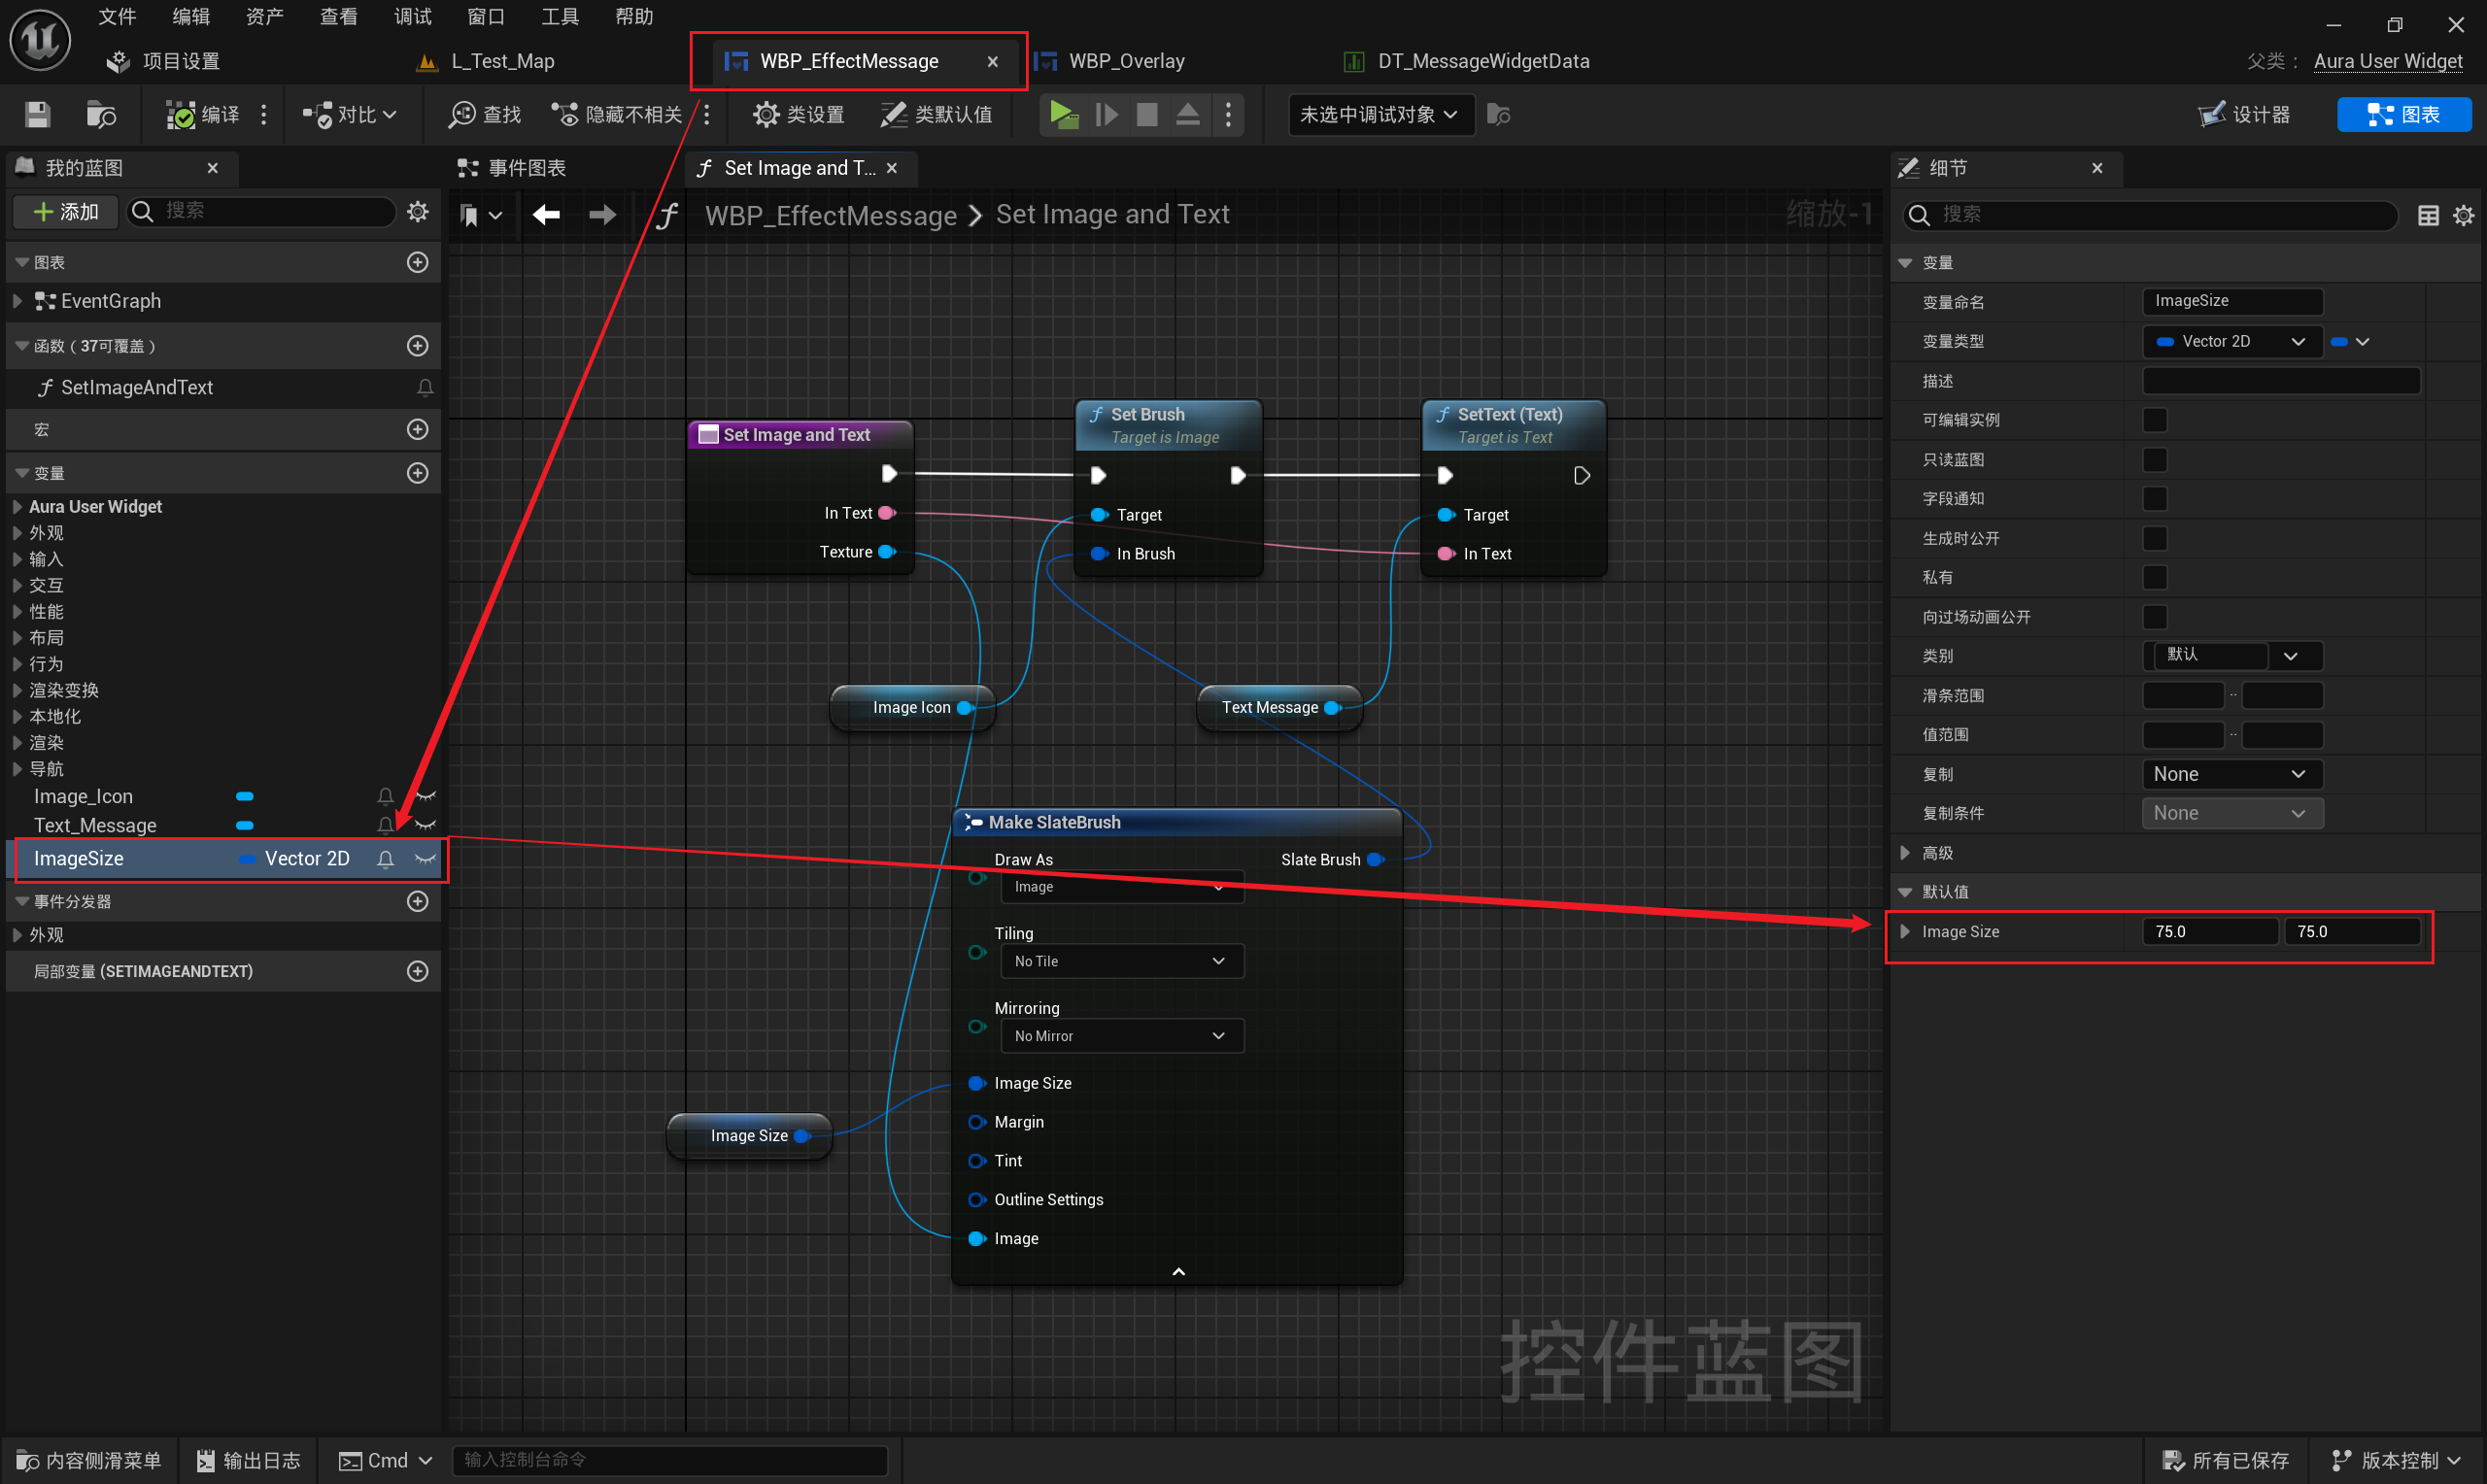 文件 编辑 资产 查看 调试 窗口 工具 帮助
项目设置 L_Test_Map WBP_EffectMessage WBP_Overlay DT_MessageWidgetData 父类： Aura User Widget
编译 对比 查找 隐藏不相关 类设置 类默认值 未选中调试对象 设计器 图表
我的蓝图
添加 搜索
图表
EventGraph
函数（37可覆盖）
SetImageAndText
宏
变量
Aura User Widget
外观
输入
交互
性能
布局
行为
渲染变换
本地化
渲染
导航
Image_Icon
Text_Message
ImageSize Vector 2D
事件分发器
外观
局部变量 (SETIMAGEANDTEXT)
事件图表 Set Image and T...
WBP_EffectMessage Set Image and Text 缩放-1
Set Image and Text
In Text
Texture
Set Brush
Target is Image
Target
In Brush
SetText (Text)
Target is Text
Target
In Text
Image Icon
Text Message
Make SlateBrush
Draw As Slate Brush
Image
Tiling
No Tile
Mirroring
No Mirror
Image Size
Margin
Tint
Outline Settings
Image
Image Size
控件蓝图
细节
搜索
变量
变量命名 ImageSize
变量类型 Vector 2D
描述
可编辑实例
只读蓝图
字段通知
生成时公开
私有
向过场动画公开
类别 默认
滑条范围 ..
值范围 ..
复制 None
复制条件 None
高级
默认值
Image Size 75.0 75.0
内容侧滑菜单 输出日志 Cmd 输入控制台命令 所有已保存 版本控制